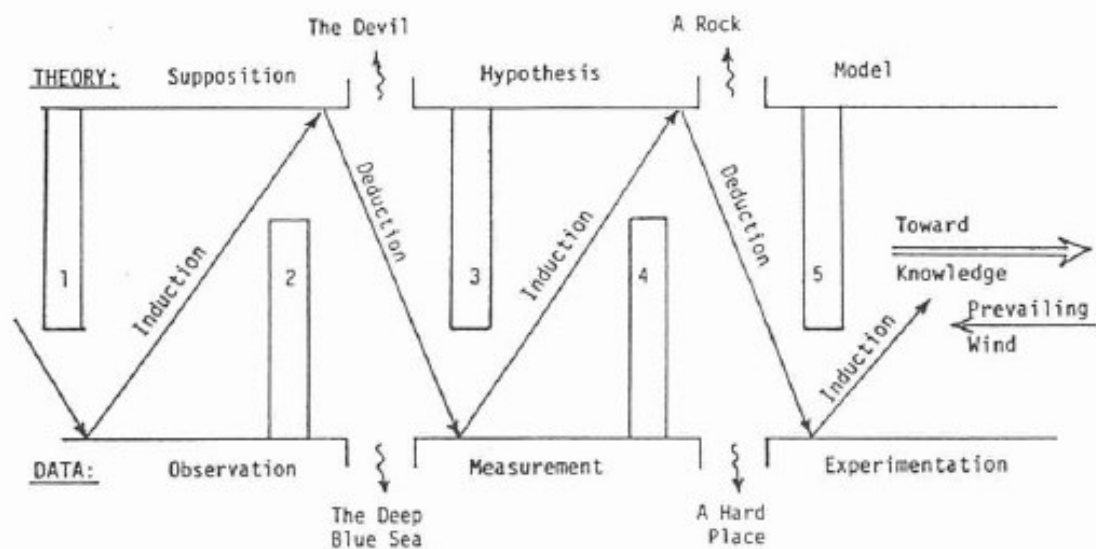 The Devil
A Rock
THEORY:
Supposition
Hypothesis
Model
Deduction
Deduction
Induction
Induction
1
2
3
4
5
Toward
Knowledge
Prevailing
Wind
Induction
DATA:
Observation
Measurement
Experimentation
The Deep
Blue Sea
A Hard
Place